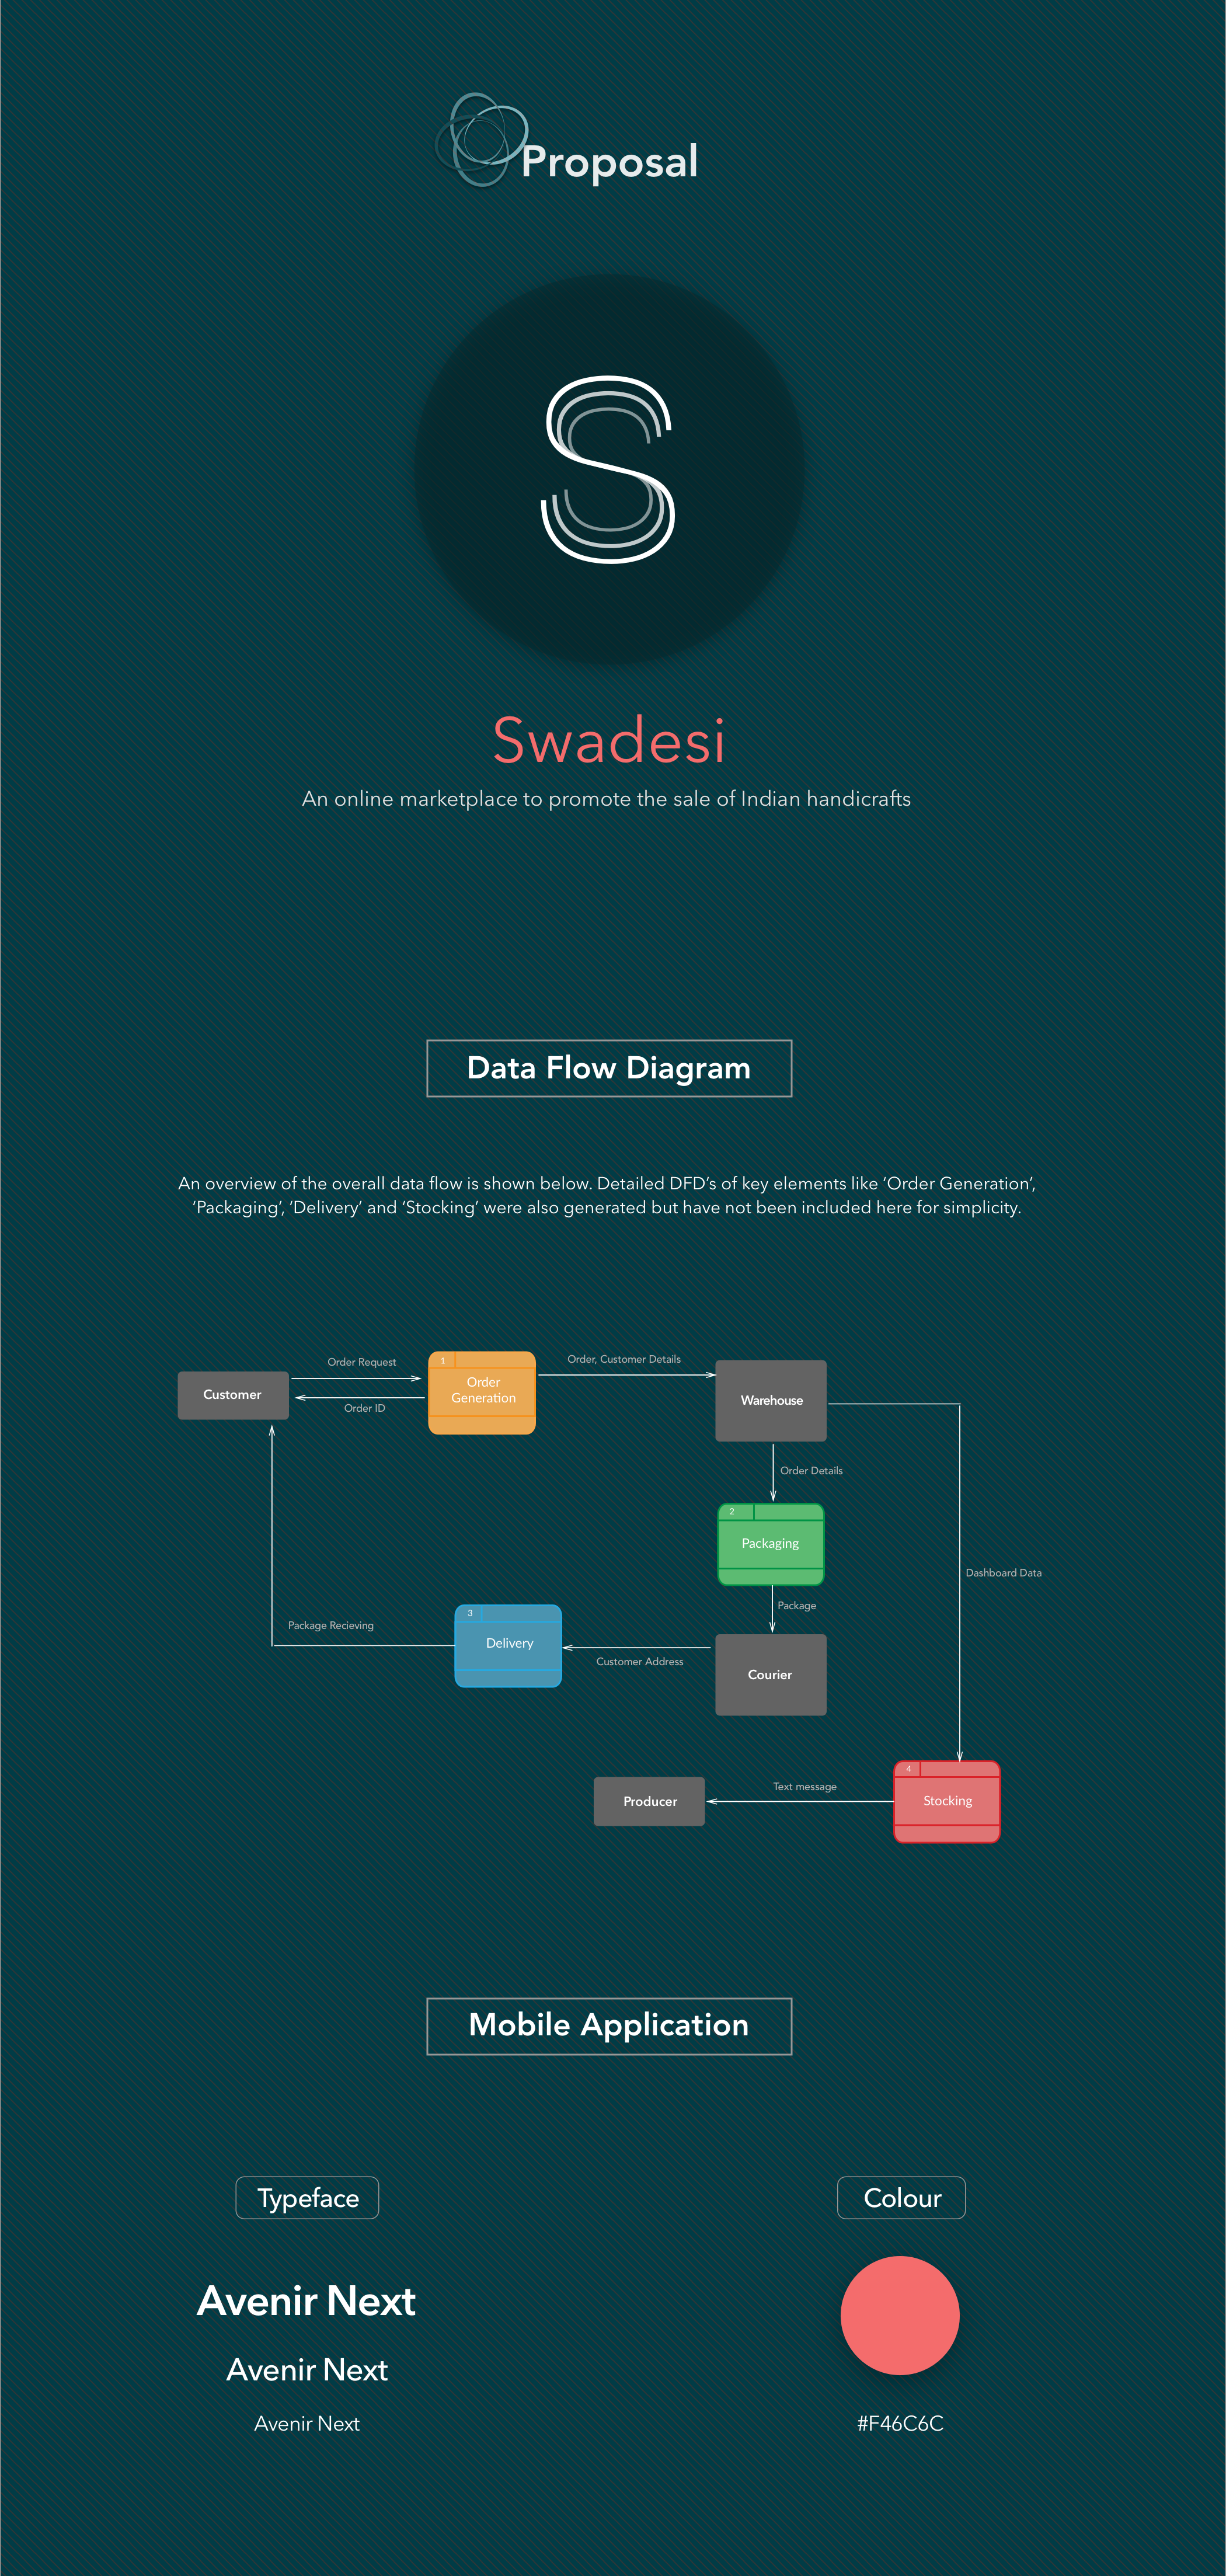 Proposal
S
Swadesi
An online marketplace to promote the sale of Indian handicrafts
Data Flow Diagram
An overview of the overall data flow is shown below. Detailed DFD's of key elements like ‘Order Generation’,
‘Packaging’, ‘Delivery’ and ‘Stocking’ were also generated but have not been included here for simplicity.
Customer
Order Request
Order ID
1
Order
Generation
Order, Customer Details
Warehouse
Order Details
2
Packaging
Dashboard Data
Package
3
Delivery
Package Recieving
Customer Address
Courier
4
Stocking
Text message
Producer
Mobile Application
Typeface
Colour
Avenir Next
Avenir Next
Avenir Next
#F46C6C